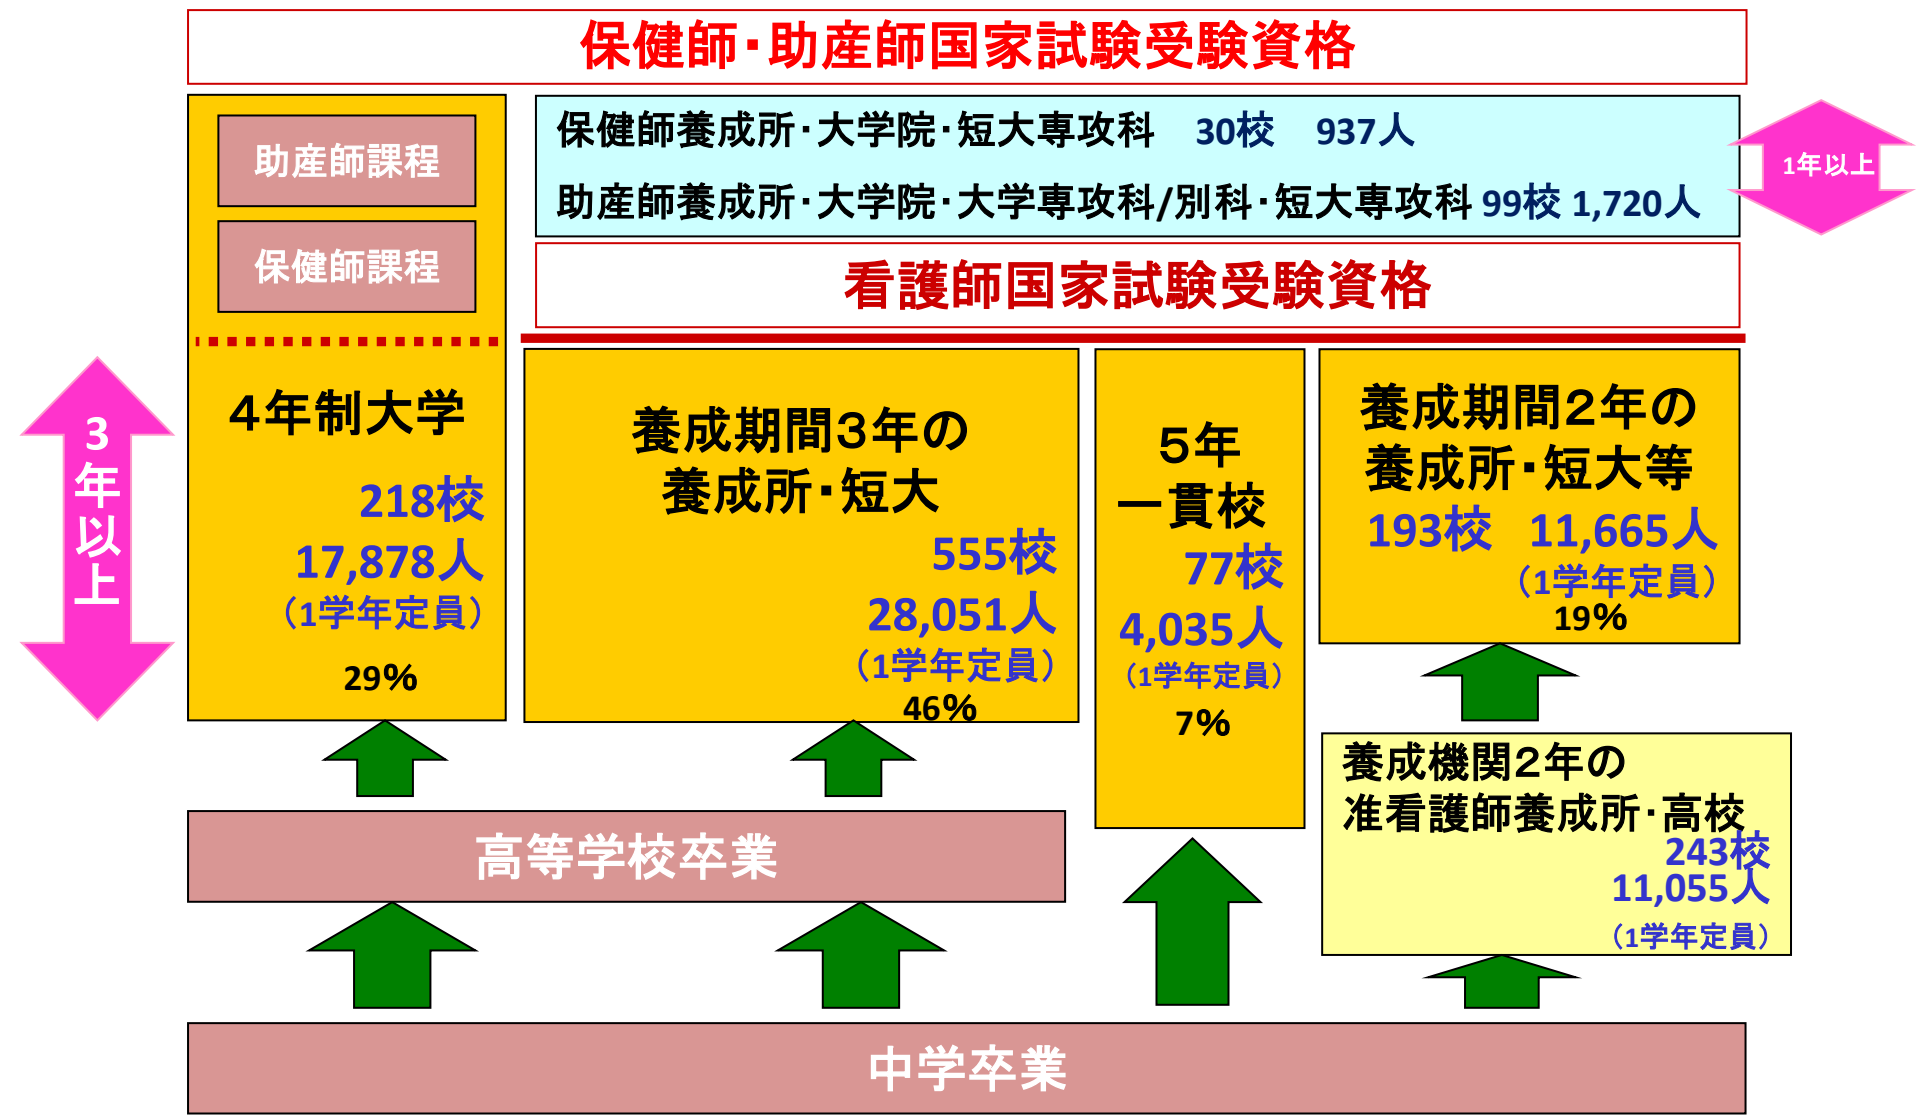 保健師・助産師国家試験受験資格
助産師課程
保健師課程
保健師養成所・大学院・短大専攻科 30校 937人
助産師養成所・大学院・大学専攻科/別科・短大専攻科 99校 1,720人
1年以上
看護師国家試験受験資格
3
年
以
上
４年制大学
218校
17,878人
（1学年定員）
29%
養成期間３年の
養成所・短大
555校
28,051人
（1学年定員）
46%
５年
一貫校
77校
4,035人
（1学年定員）
7%
養成期間２年の
養成所・短大等
193校 11,665人
（1学年定員）
19%
養成機関２年の
准看護師養成所・高校
243校
11,055人
（1学年定員）
高等学校卒業
中学卒業